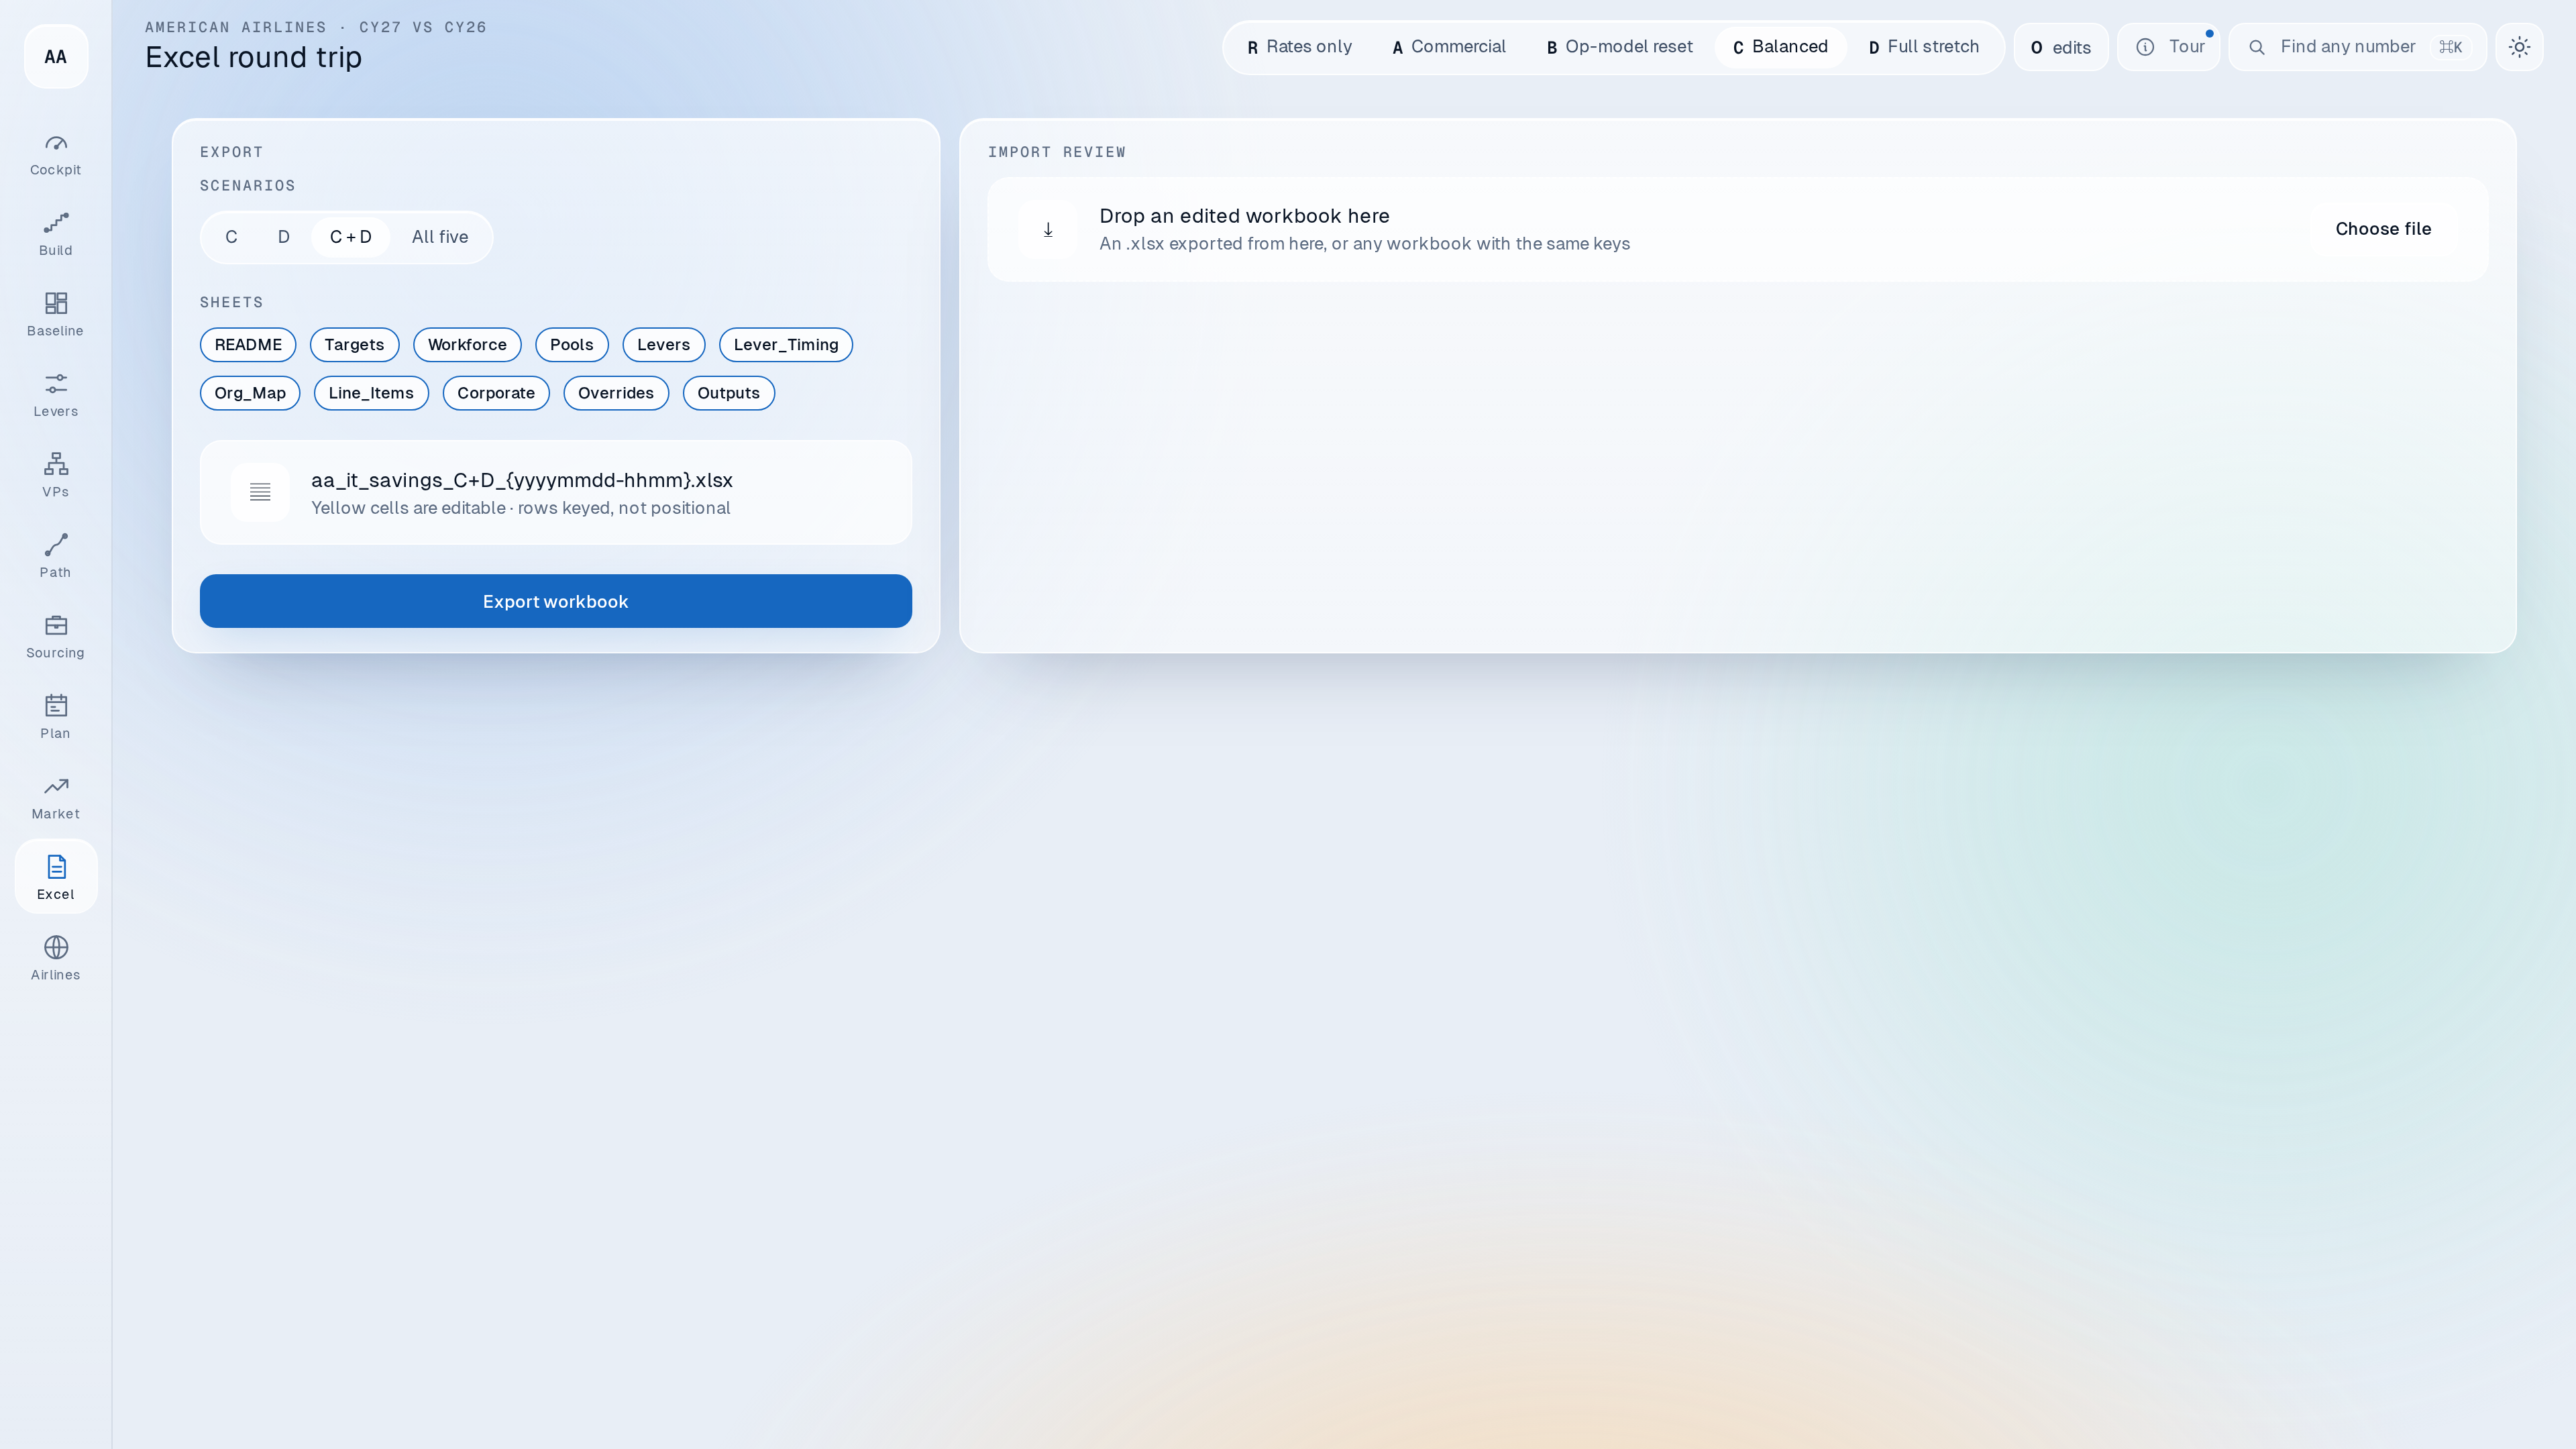 AA
AMERICAN AIRLINES · CY27 VS CY26
Excel round trip
R Rates only A Commercial B Op-model reset C Balanced D Full stretch
0 edits
Tour
Find any number ⌘K
Cockpit
Build
Baseline
Levers
VPs
Path
Sourcing
Plan
Market
Excel
Airlines
EXPORT
SCENARIOS
C D C + D All five
SHEETS
README Targets Workforce Pools Levers Lever_Timing
Org_Map Line_Items Corporate Overrides Outputs
aa_it_savings_C+D_{yyyymmdd-hhmm}.xlsx
Yellow cells are editable · rows keyed, not positional
Export workbook
IMPORT REVIEW
Drop an edited workbook here
An .xlsx exported from here, or any workbook with the same keys
Choose file